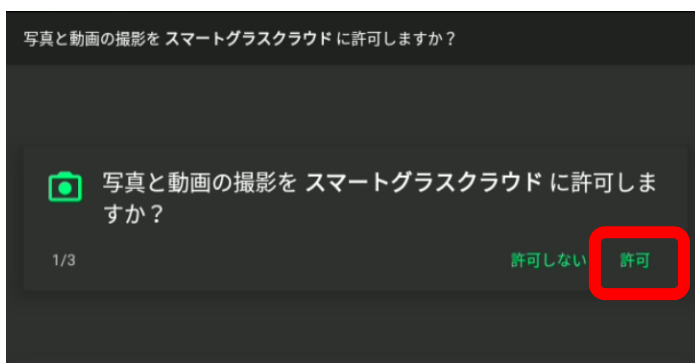 写真と動画の撮影を スマートグラスクラウド に許可しますか？
写真と動画の撮影を スマートグラスクラウド に許可しま
すか？
1/3
許可しない
許可